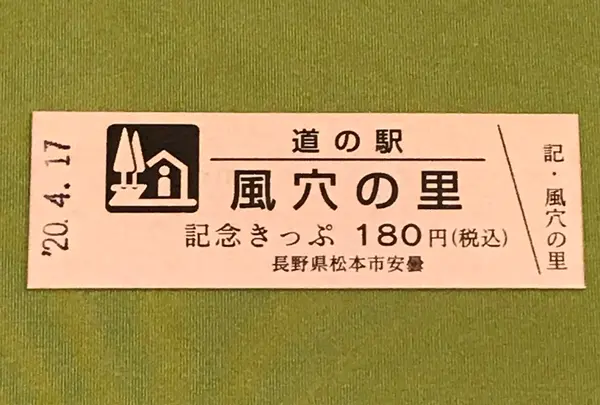 '20.4.17
道の駅
風穴の里
記念きっぷ 180円(税込)
長野県松本市安曇
記・風穴の里